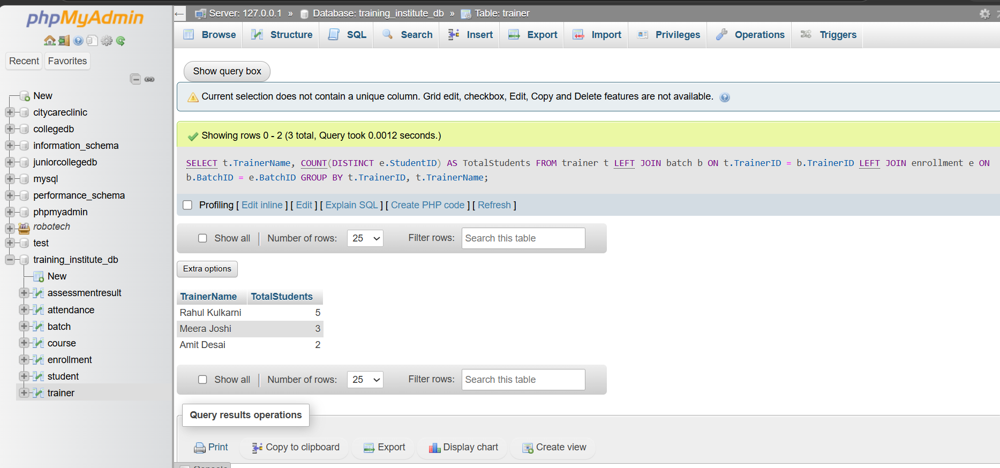 phpMyAdmin
Recent Favorites
New
citycareclinic
collegedb
information_schema
juniorcollegedb
mysql
performance_schema
phpmyadmin
robotech
test
training_institute_db
New
assessmentresult
attendance
batch
course
enrollment
student
trainer
Server: 127.0.0.1 » Database: training_institute_db » Table: trainer
Browse Structure SQL Search Insert Export Import Privileges Operations Triggers
Show query box
Current selection does not contain a unique column. Grid edit, checkbox, Edit, Copy and Delete features are not available.
Showing rows 0 - 2 (3 total, Query took 0.0012 seconds.)
SELECT t.TrainerName, COUNT(DISTINCT e.StudentID) AS TotalStudents FROM trainer t LEFT JOIN batch b ON t.TrainerID = b.TrainerID LEFT JOIN enrollment e ON
b.BatchID = e.BatchID GROUP BY t.TrainerID, t.TrainerName;
Profiling [ Edit inline ] [ Edit ] [ Explain SQL ] [ Create PHP code ] [ Refresh ]
Show all | Number of rows: 25 Filter rows: Search this table
Extra options
TrainerName TotalStudents
Rahul Kulkarni 5
Meera Joshi 3
Amit Desai 2
Show all | Number of rows: 25 Filter rows: Search this table
Query results operations
Print Copy to clipboard Export Display chart Create view
Console